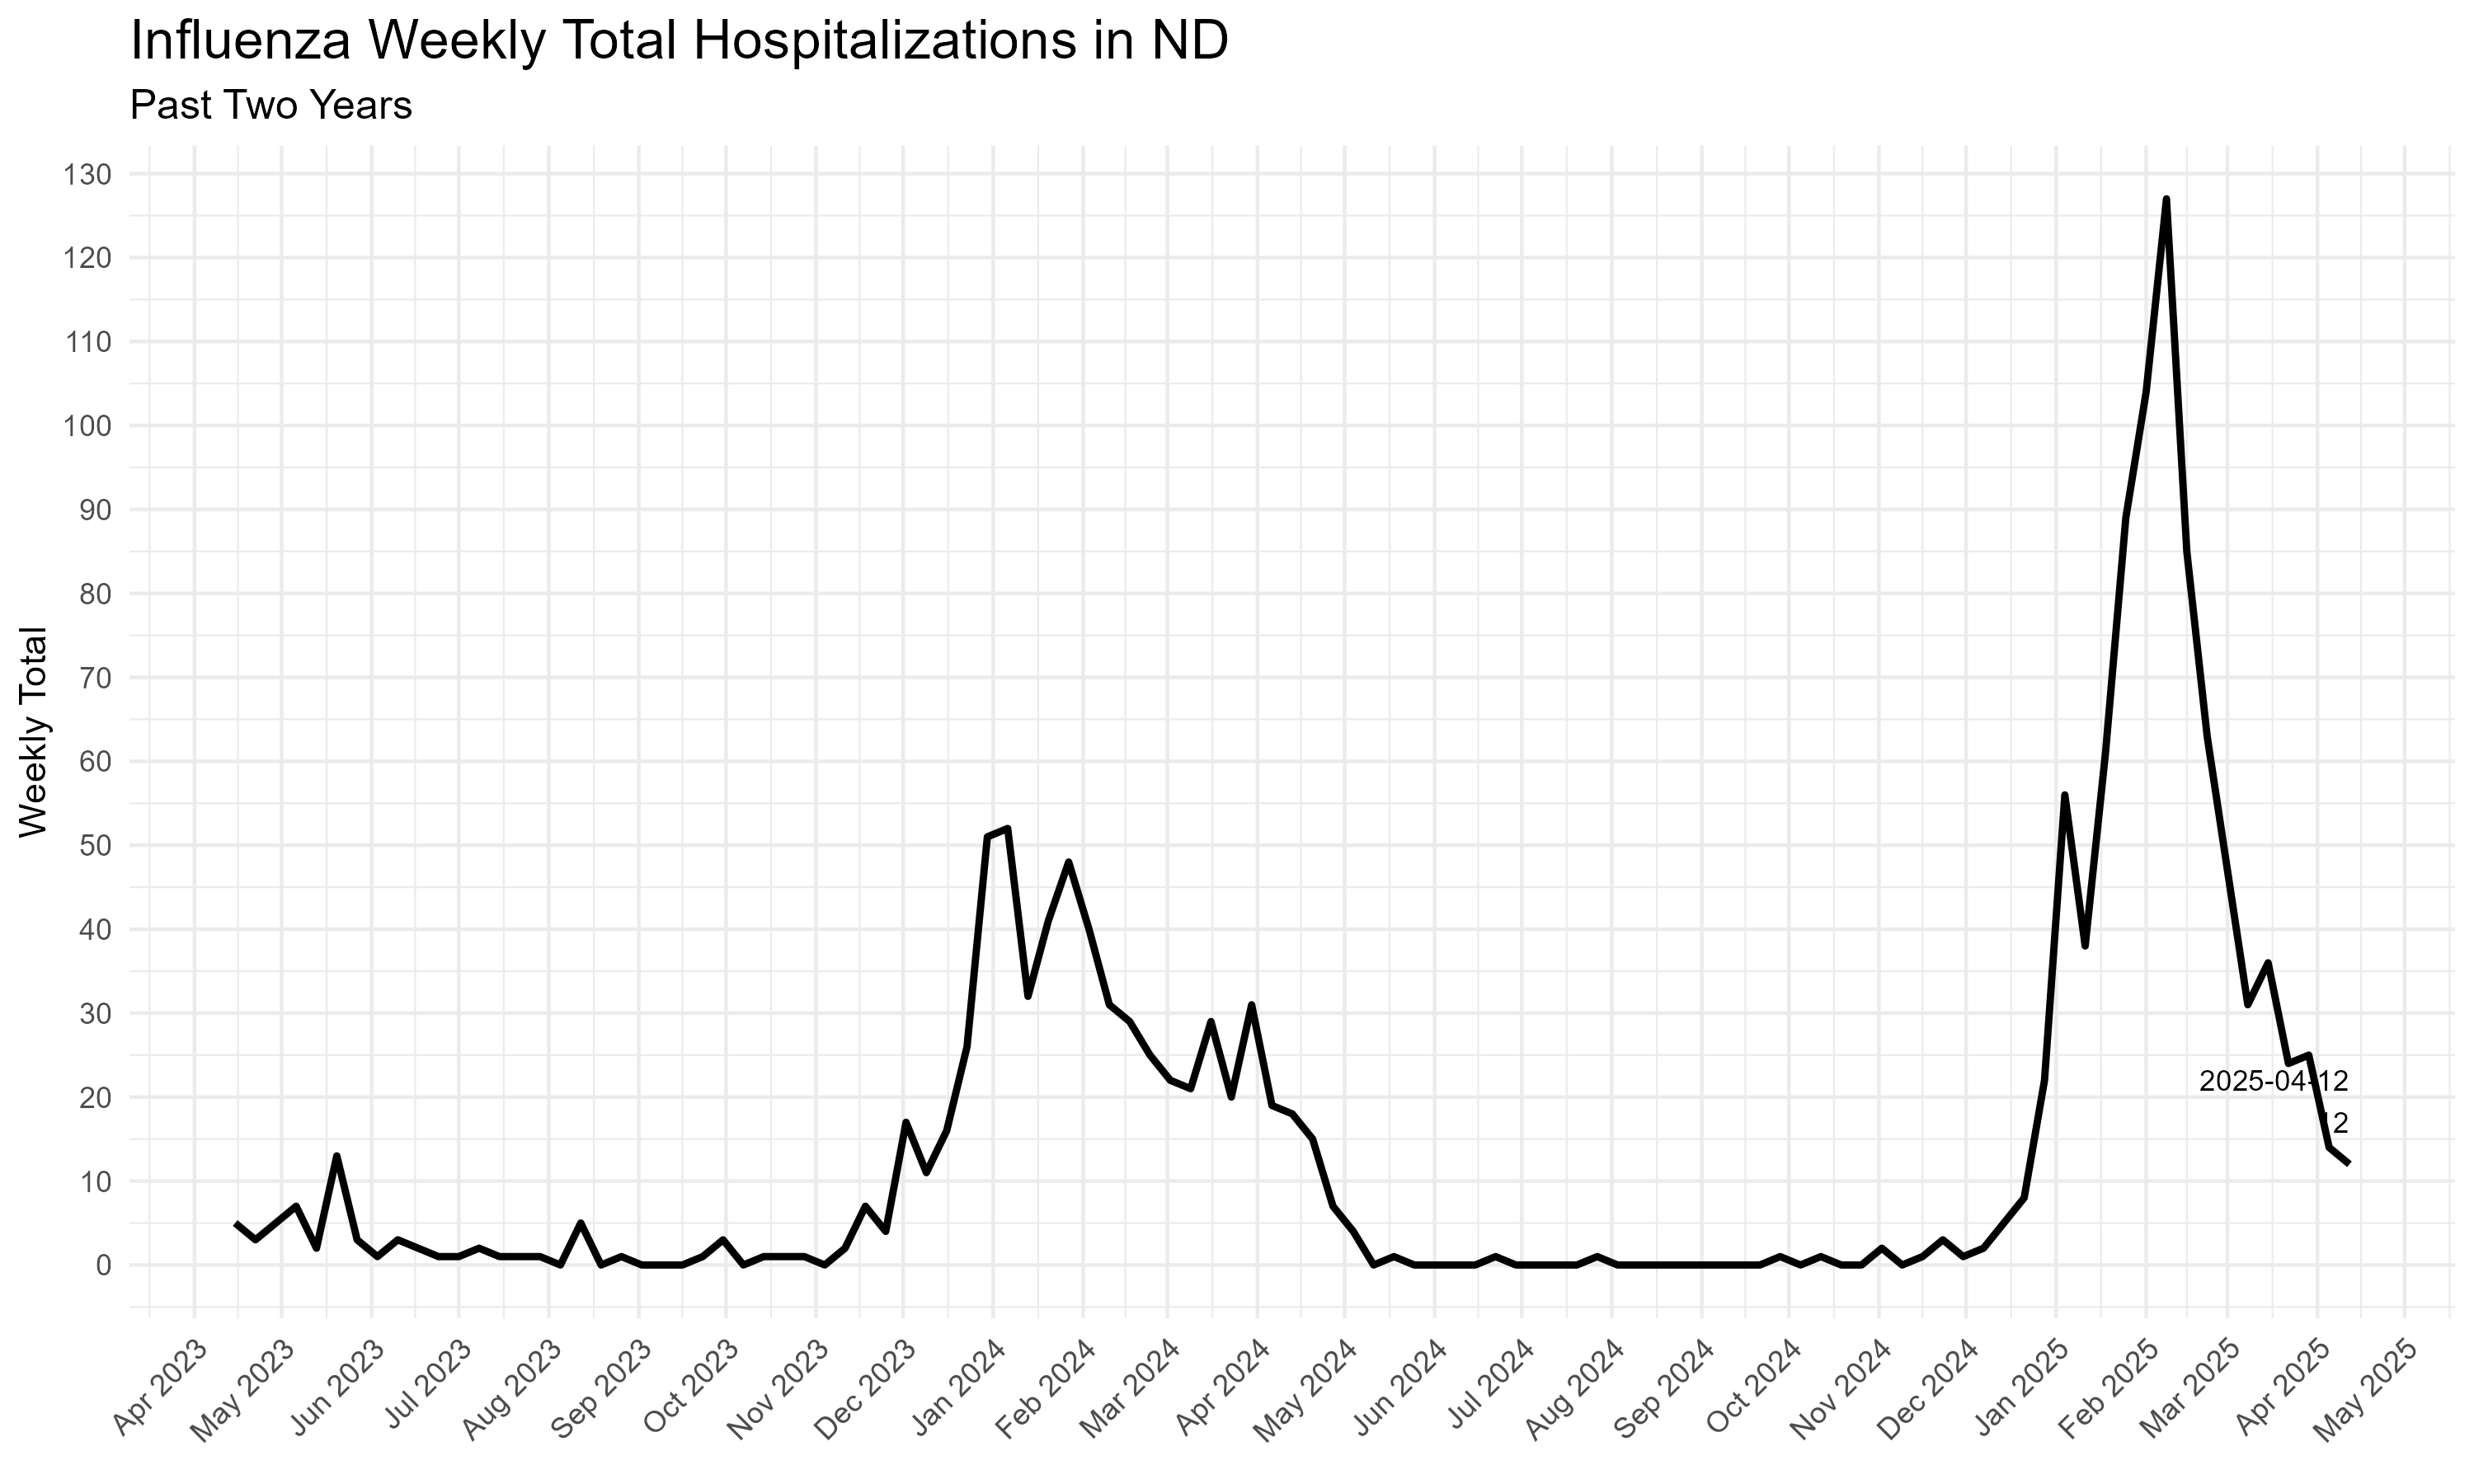 Influenza Weekly Total Hospitalizations in ND
Past Two Years
Weekly Total
130
120
110
100
90
80
70
60
50
40
30
20
10
0
2025-04-12
12
Apr 2023
May 2023
Jun 2023
Jul 2023
Aug 2023
Sep 2023
Oct 2023
Nov 2023
Dec 2023
Jan 2024
Feb 2024
Mar 2024
Apr 2024
May 2024
Jun 2024
Jul 2024
Aug 2024
Sep 2024
Oct 2024
Nov 2024
Dec 2024
Jan 2025
Feb 2025
Mar 2025
Apr 2025
May 2025